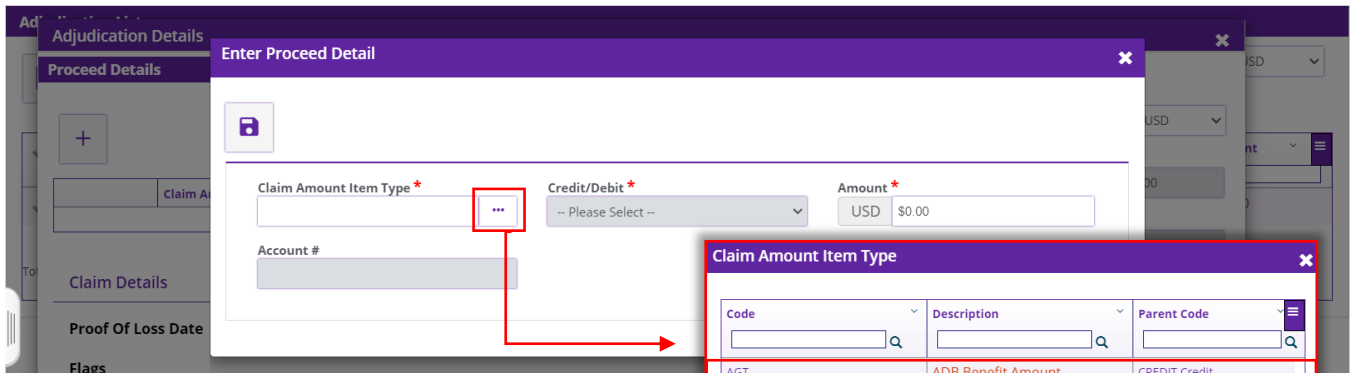 Adjudication Details
Proceed Details
Enter Proceed Detail
USD
USD
Claim Amount Item Type *
Credit/Debit *
Amount *
-- Please Select --
USD $0.00
Account #
Claim Amount Item Type
Claim Details
Code
Description
Parent Code
Proof Of Loss Date
Flags
AGT
ADB Benefit Amount
CREDIT Credit